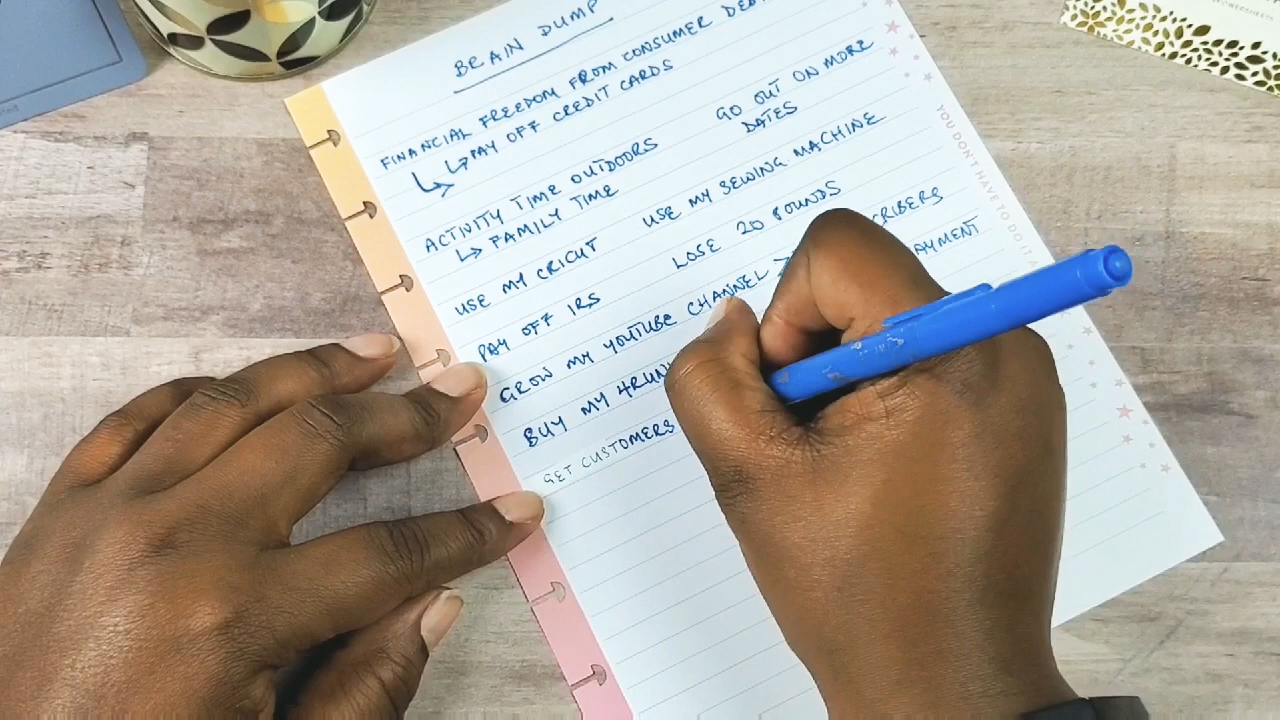 BRAIN DUMP
FINANCIAL FREEDOM FROM CONSUMER DEBT
↳ PAY OFF CREDIT CARDS
GO OUT ON MORE
DATES
ACTIVITY TIME OUTDOORS
↳ FAMILY TIME
USE MY SEWING MACHINE
USE MY CRICUT
LOSE 20 POUNDS
PAY OFF IRS
GROW MY YOUTUBE CHANNEL
BUY MY
GET CUSTOMERS
YOU DON'T HAVE TO DO IT
POWERSHEETS